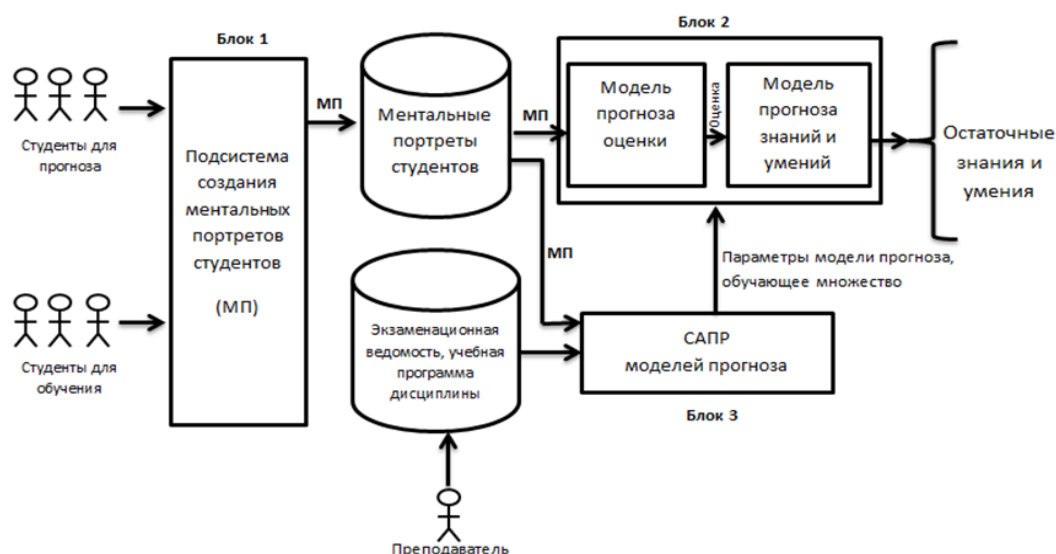 Блок 1
Блок 2
Студенты для
прогноза
Подсистема
создания
ментальных
портретов
студентов
(МП)
Студенты для
обучения
МП
Ментальные
портреты
студентов
МП
МП
Модель
прогноза
оценки
Оценка
Модель
прогноза
знаний и
умений
Остаточные
знания и
умения
Параметры модели прогноза,
обучающее множество
Экзаменационная
ведомость, учебная
программа
дисциплины
САПР
моделей прогноза
Блок 3
Преподаватель